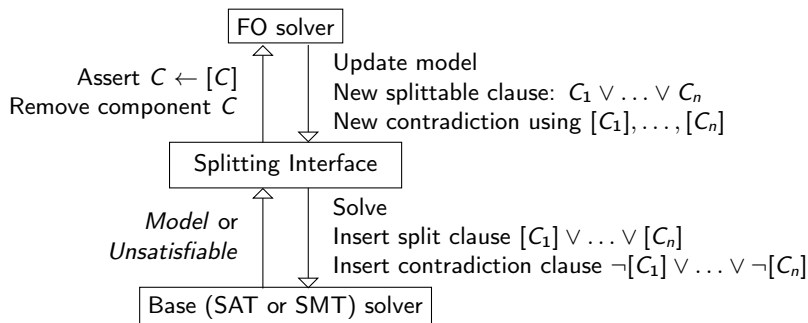 FO solver
Assert C ← [C]
Remove component C
Update model
New splittable clause: C₁ ∨ … ∨ Cₙ
New contradiction using [C₁], …, [Cₙ]
Splitting Interface
Model or
Unsatisfiable
Solve
Insert split clause [C₁] ∨ … ∨ [Cₙ]
Insert contradiction clause ¬[C₁] ∨ … ∨ ¬[Cₙ]
Base (SAT or SMT) solver